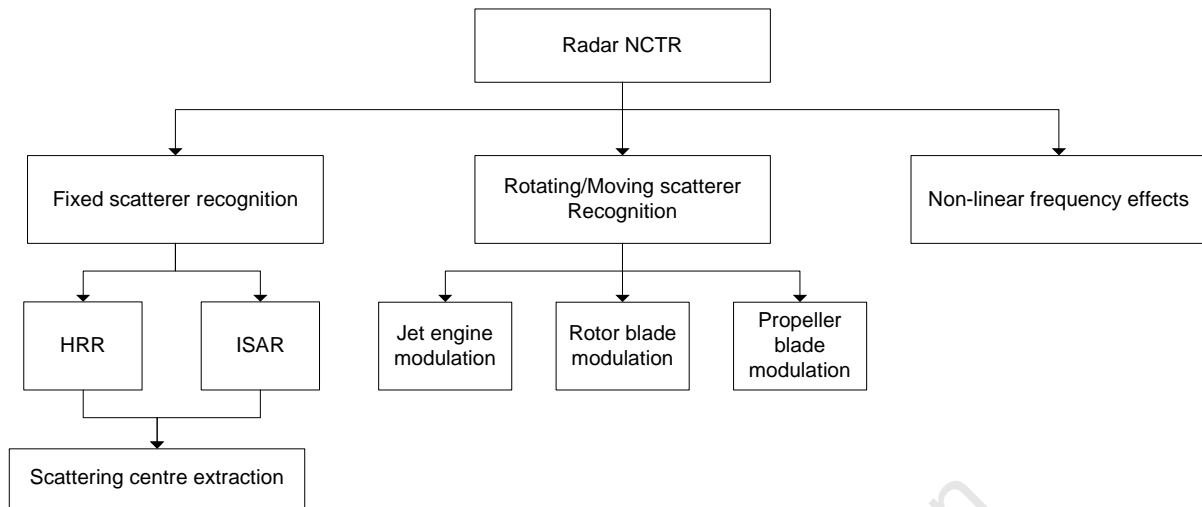 Radar NCTR
Fixed scatterer recognition
Rotating/Moving scatterer
Recognition
Non-linear frequency effects
HRR
ISAR
Jet engine
modulation
Rotor blade
modulation
Propeller
blade
modulation
Scattering centre extraction